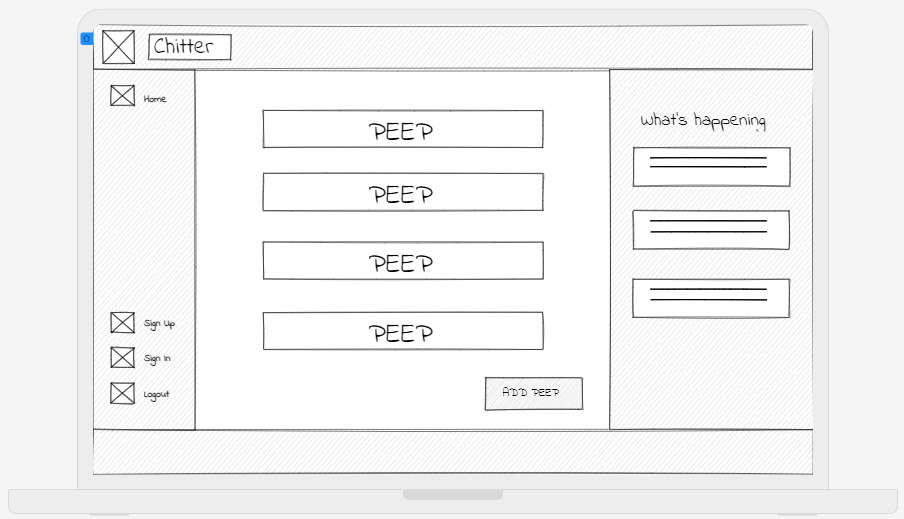 Chitter
Home
Sign Up
Sign In
Logout
PEEP
PEEP
PEEP
PEEP
ADD PEEP
What's happening